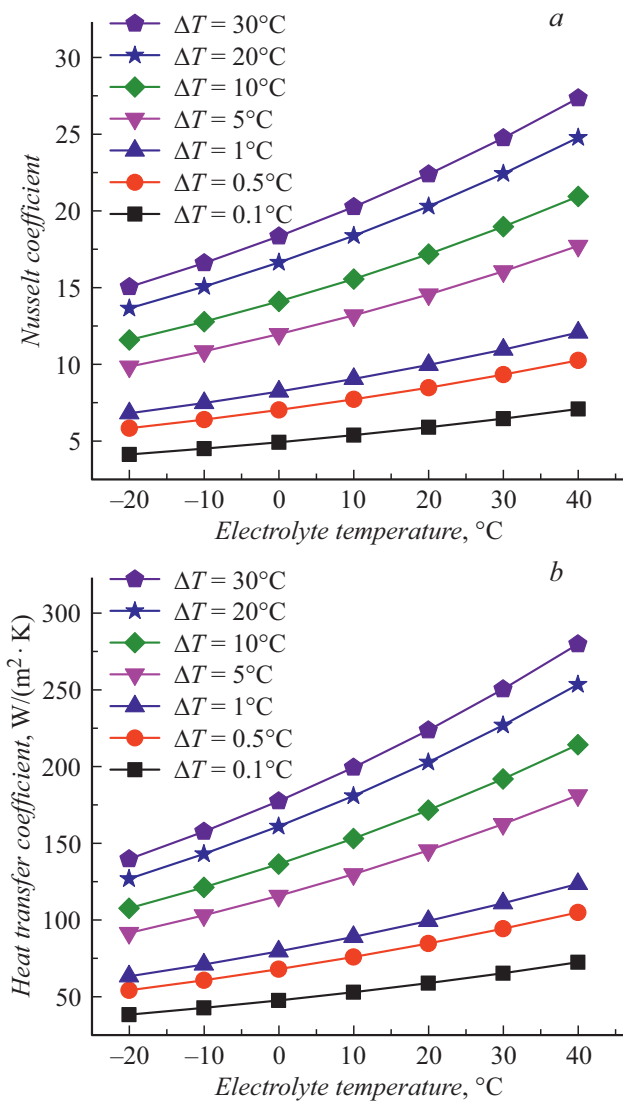 a
ΔT = 30°C
ΔT = 20°C
ΔT = 10°C
ΔT = 5°C
ΔT = 1°C
ΔT = 0.5°C
ΔT = 0.1°C
Nusselt coefficient
30
25
20
15
10
5
–20 –10 0 10 20 30 40
Electrolyte temperature, °C
b
ΔT = 30°C
ΔT = 20°C
ΔT = 10°C
ΔT = 5°C
ΔT = 1°C
ΔT = 0.5°C
ΔT = 0.1°C
Heat transfer coefficient, W/(m² · K)
300
250
200
150
100
50
–20 –10 0 10 20 30 40
Electrolyte temperature, °C